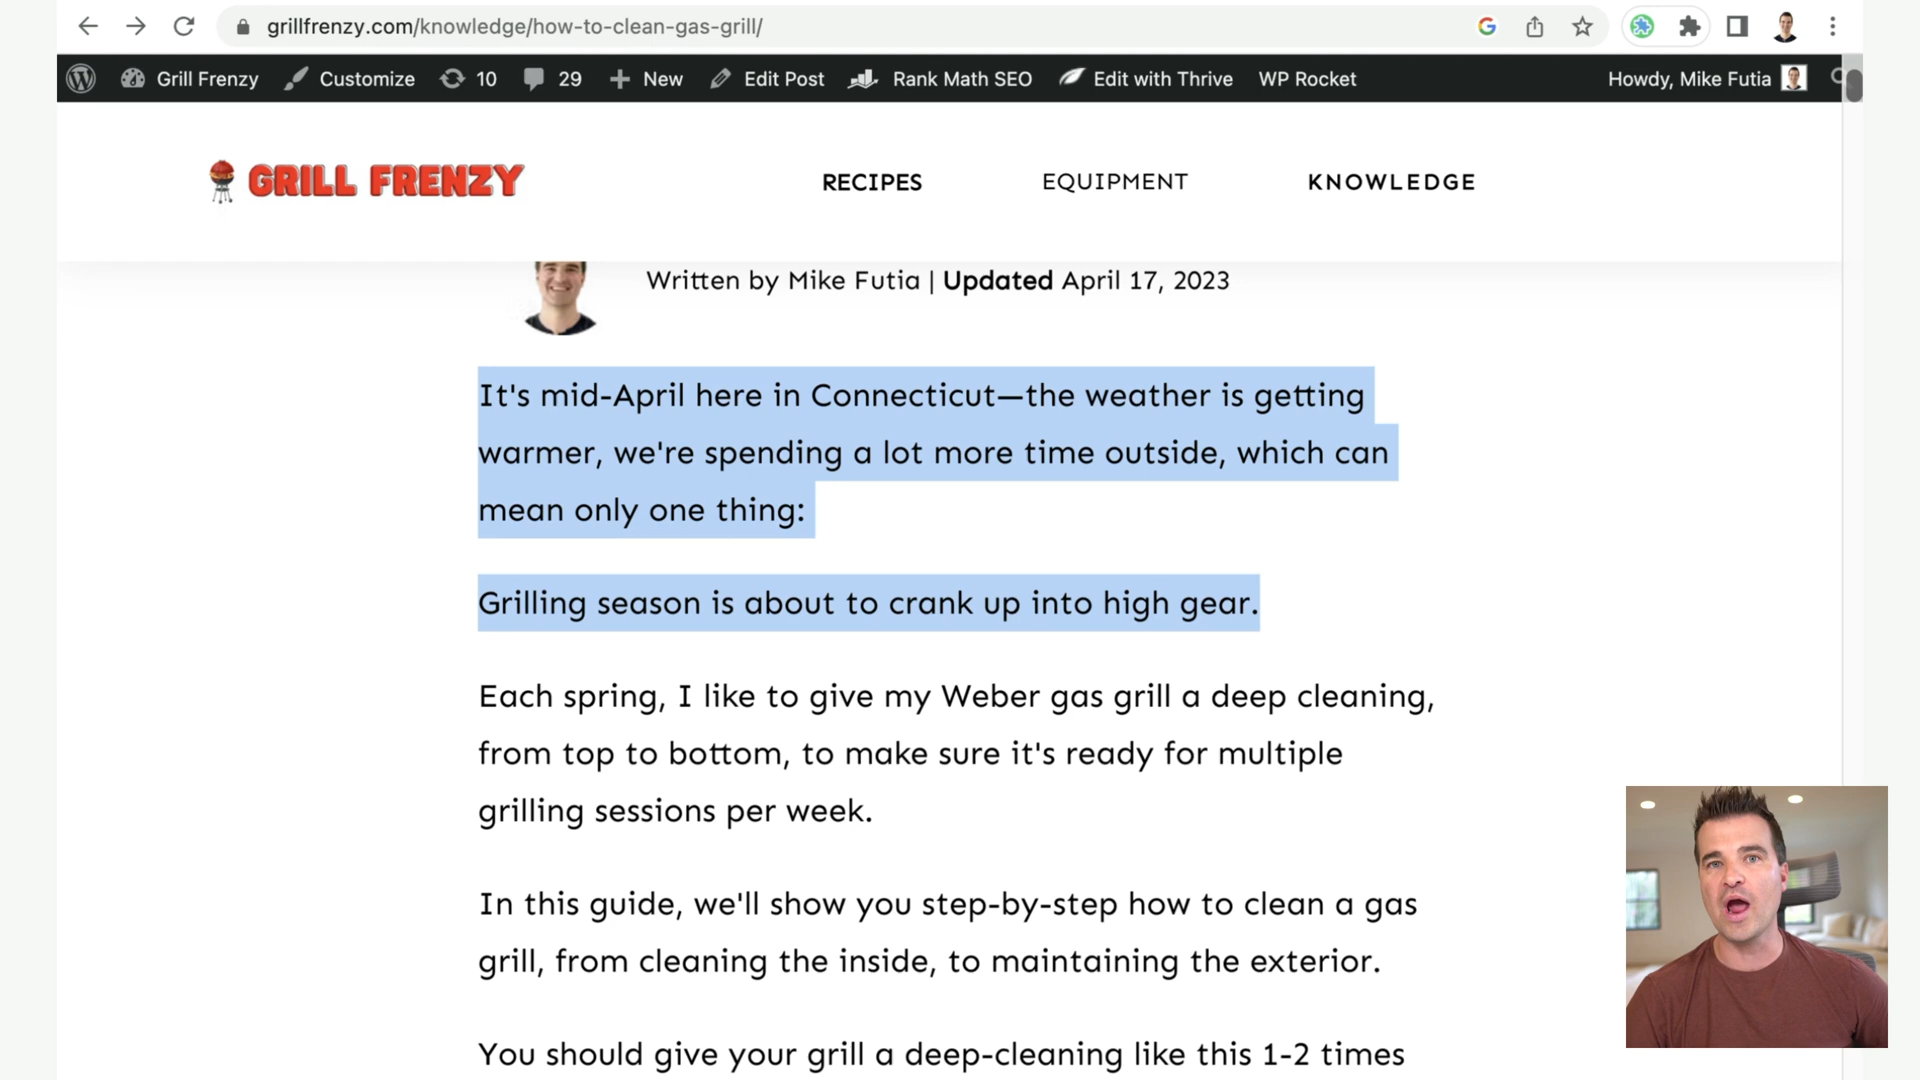 grillfrenzy.com/knowledge/how-to-clean-gas-grill/
Grill Frenzy Customize 10 29 New Edit Post Rank Math SEO Edit with Thrive WP Rocket Howdy, Mike Futia
GRILL FRENZY RECIPES EQUIPMENT KNOWLEDGE
Written by Mike Futia | Updated April 17, 2023
It's mid-April here in Connecticut—the weather is getting
warmer, we're spending a lot more time outside, which can
mean only one thing:
Grilling season is about to crank up into high gear.
Each spring, I like to give my Weber gas grill a deep cleaning,
from top to bottom, to make sure it's ready for multiple
grilling sessions per week.
In this guide, we'll show you step-by-step how to clean a gas
grill, from cleaning the inside, to maintaining the exterior.
You should give your grill a deep-cleaning like this 1-2 times